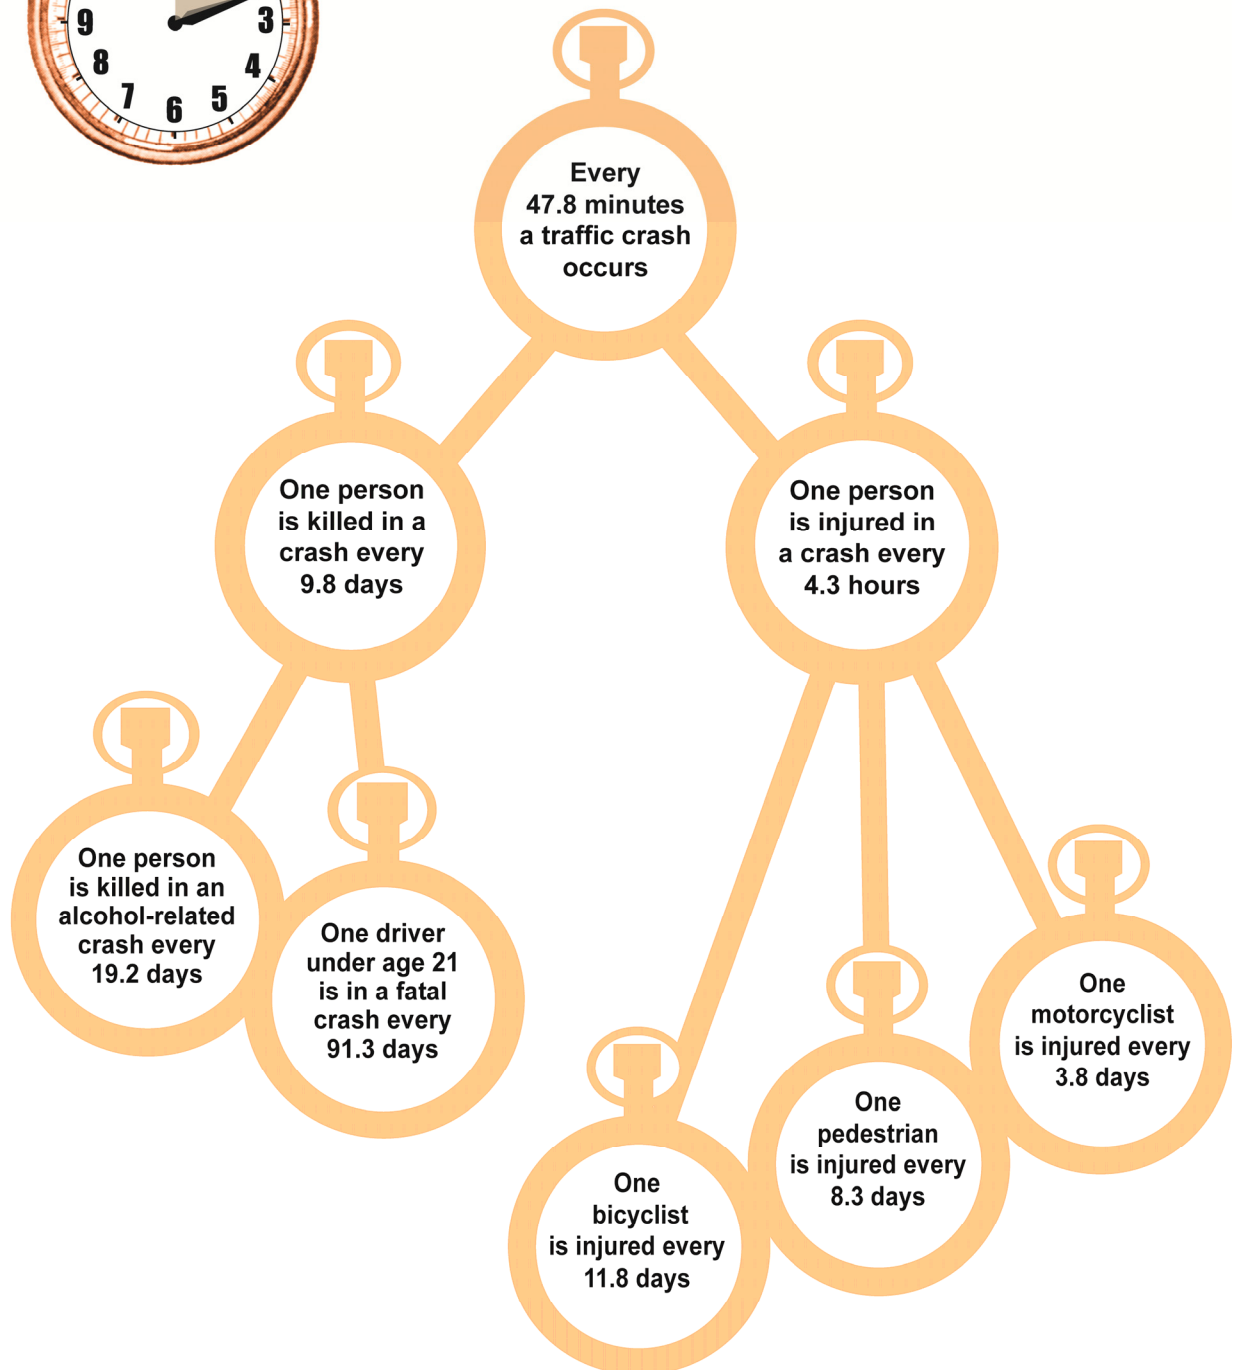 9
3
8
4
7
5
6
Every
47.8 minutes
a traffic crash
occurs
One person
is killed in a
crash every
9.8 days
One person
is injured in
a crash every
4.3 hours
One person
is killed in an
alcohol-related
crash every
19.2 days
One driver
under age 21
is in a fatal
crash every
91.3 days
One
bicyclist
is injured every
11.8 days
One
pedestrian
is injured every
8.3 days
One
motorcyclist
is injured every
3.8 days